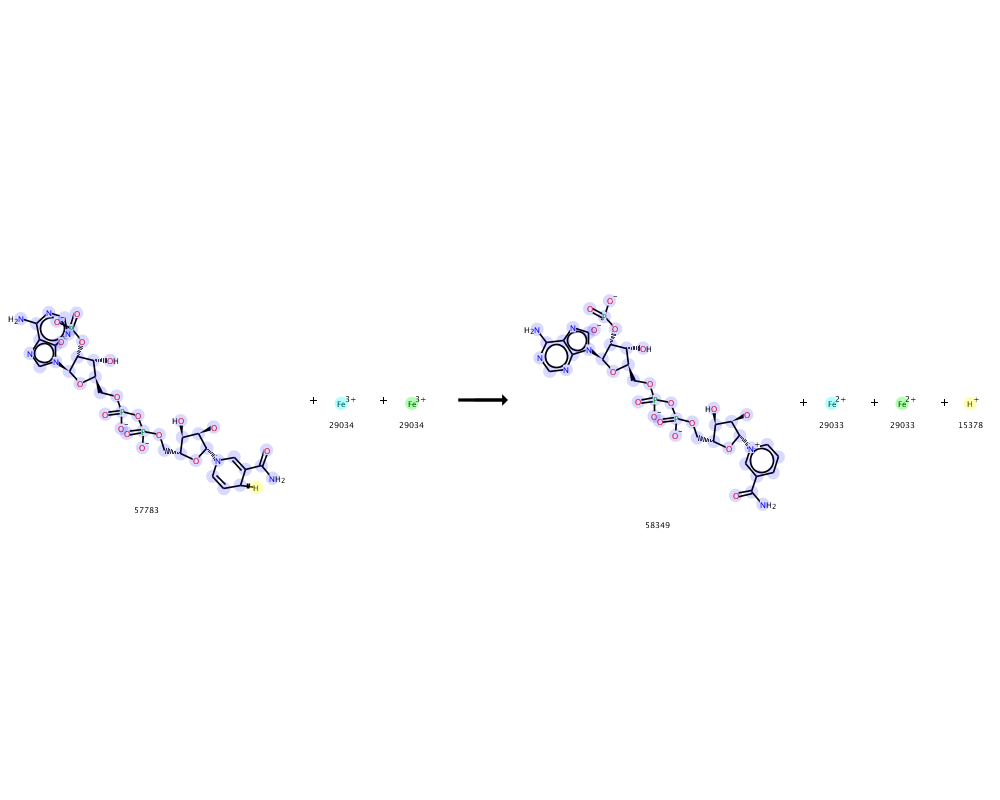 H₂N N N N N O⁻ P O O⁻ O OH O O O P O O⁻ O P O O⁻ O HO O O N O NH₂ H
57783
+ Fe³⁺ + Fe³⁺
29034 29034
H₂N N N N N O⁻ P O O⁻ O OH O O O P O⁻ O O P O⁻ O HO O O N⁺ O NH₂
58349
+ Fe²⁺ + Fe²⁺ + H⁺
29033 29033 15378